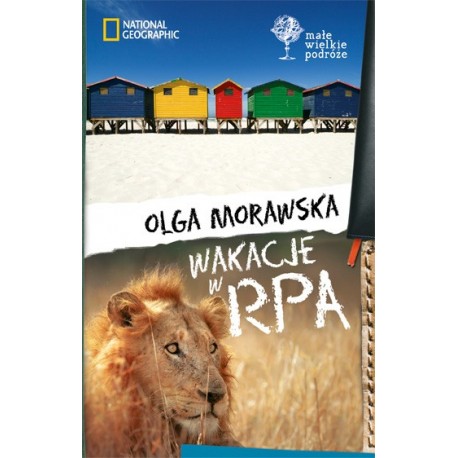 NATIONAL
GEOGRAPHIC
małe
wielkie
podróże
OLGA MORAWSKA
WAKACJE
W
RPA